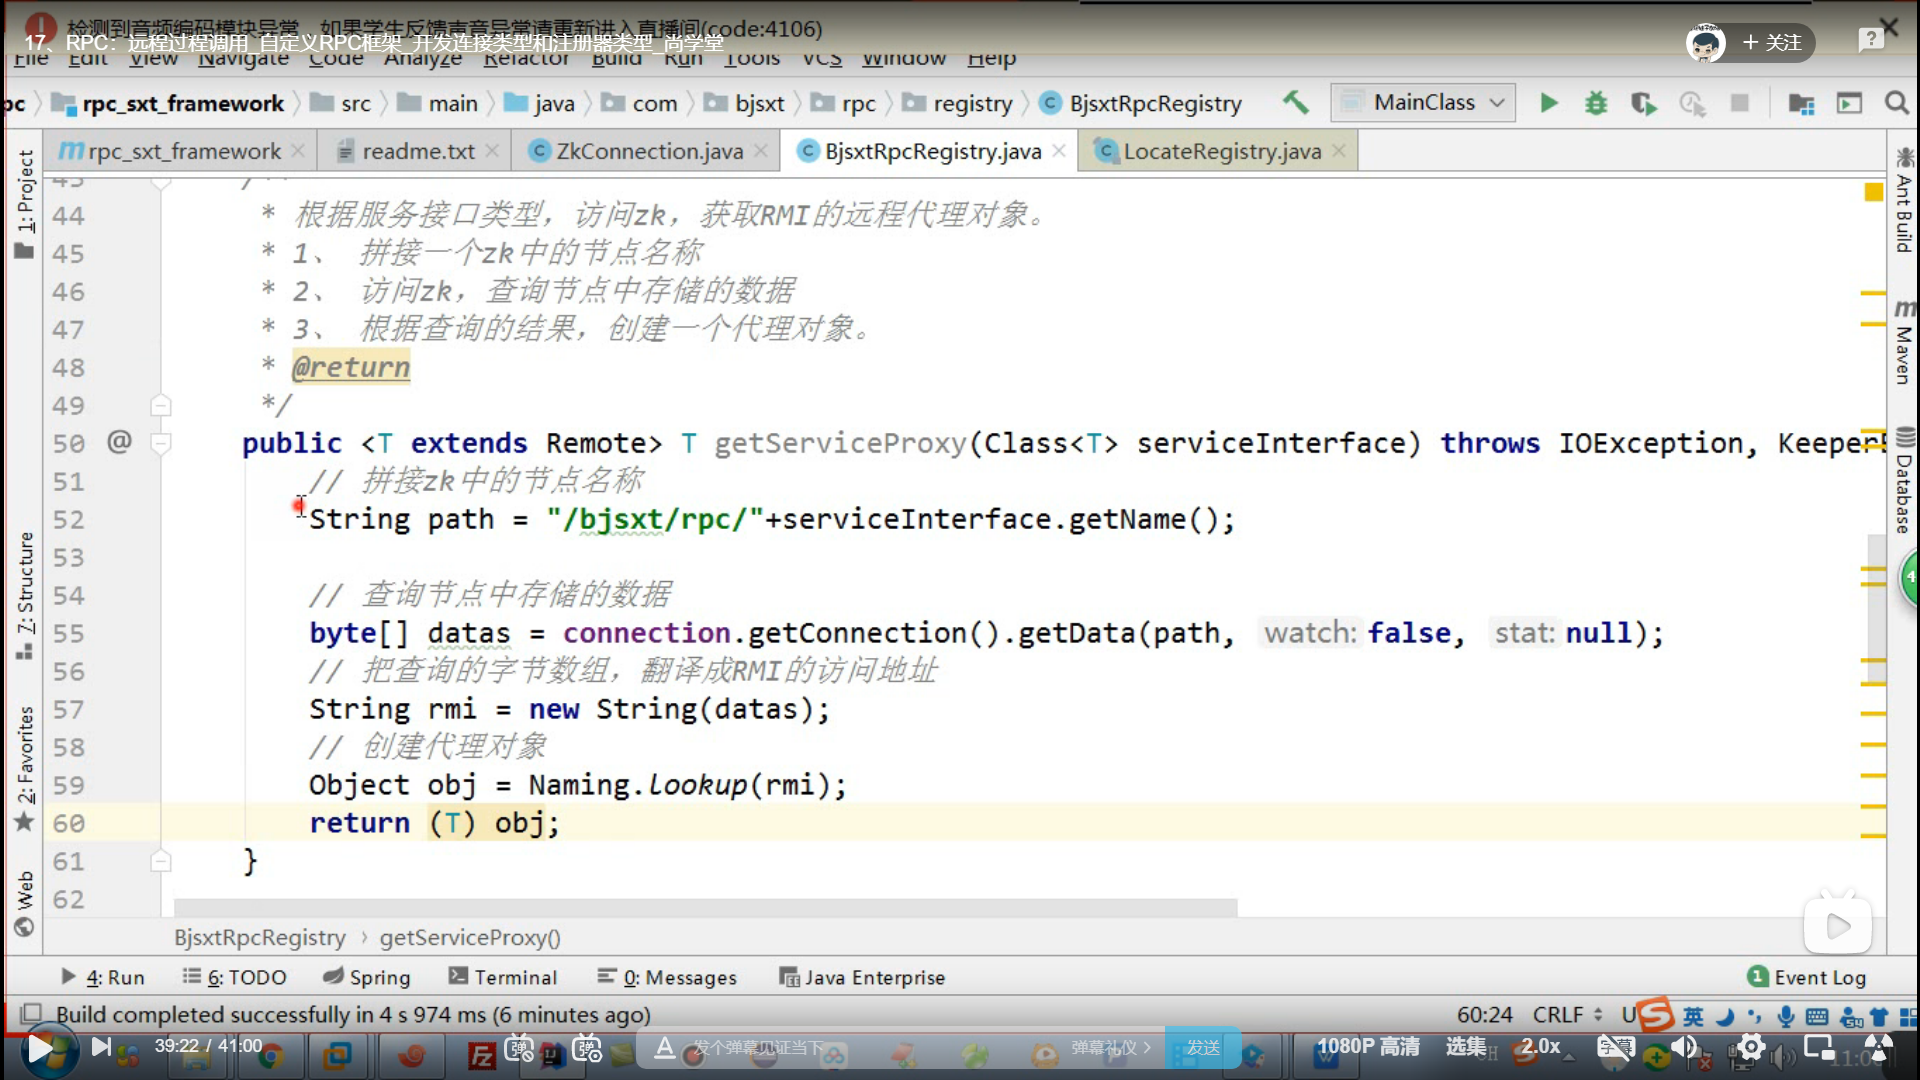 检测到音频编码模块异常，如果学生反馈声音异常请重新进入直播间(code:4106)
17、RPC：远程过程调用_自定义RPC框架_开发连接类型和注册器类型_尚学堂
+ 关注
File Edit View Navigate Code Analyze Refactor Build Run Tools VCS Window Help
pc rpc_sxt_framework src main java com bjsxt rpc registry BjsxtRpcRegistry MainClass
rpc_sxt_framework readme.txt ZkConnection.java BjsxtRpcRegistry.java LocateRegistry.java
1: Project
7: Structure
2: Favorites
Web
Ant Build
Maven
Database
43 /**
44 * 根据服务接口类型，访问zk，获取RMI的远程代理对象。
45 * 1、 拼接一个zk中的节点名称
46 * 2、 访问zk，查询节点中存储的数据
47 * 3、 根据查询的结果，创建一个代理对象。
48 * @return
49 */
50 @ public <T extends Remote> T getServiceProxy(Class<T> serviceInterface) throws IOException, Keeper
51 // 拼接zk中的节点名称
52 String path = "/bjsxt/rpc/"+serviceInterface.getName();
53
54 // 查询节点中存储的数据
55 byte[] datas = connection.getConnection().getData(path, watch: false, stat: null);
56 // 把查询的字节数组，翻译成RMI的访问地址
57 String rmi = new String(datas);
58 // 创建代理对象
59 Object obj = Naming.lookup(rmi);
60 return (T) obj;
61 }
62
BjsxtRpcRegistry › getServiceProxy()
4: Run 6: TODO Spring Terminal 0: Messages Java Enterprise 1 Event Log
Build completed successfully in 4 s 974 ms (6 minutes ago) 60:24 CRLF U 英
39:22 / 41:00 发个弹幕见证当下 弹幕礼仪 › 发送 1080P 高清 选集 2.0x 字幕